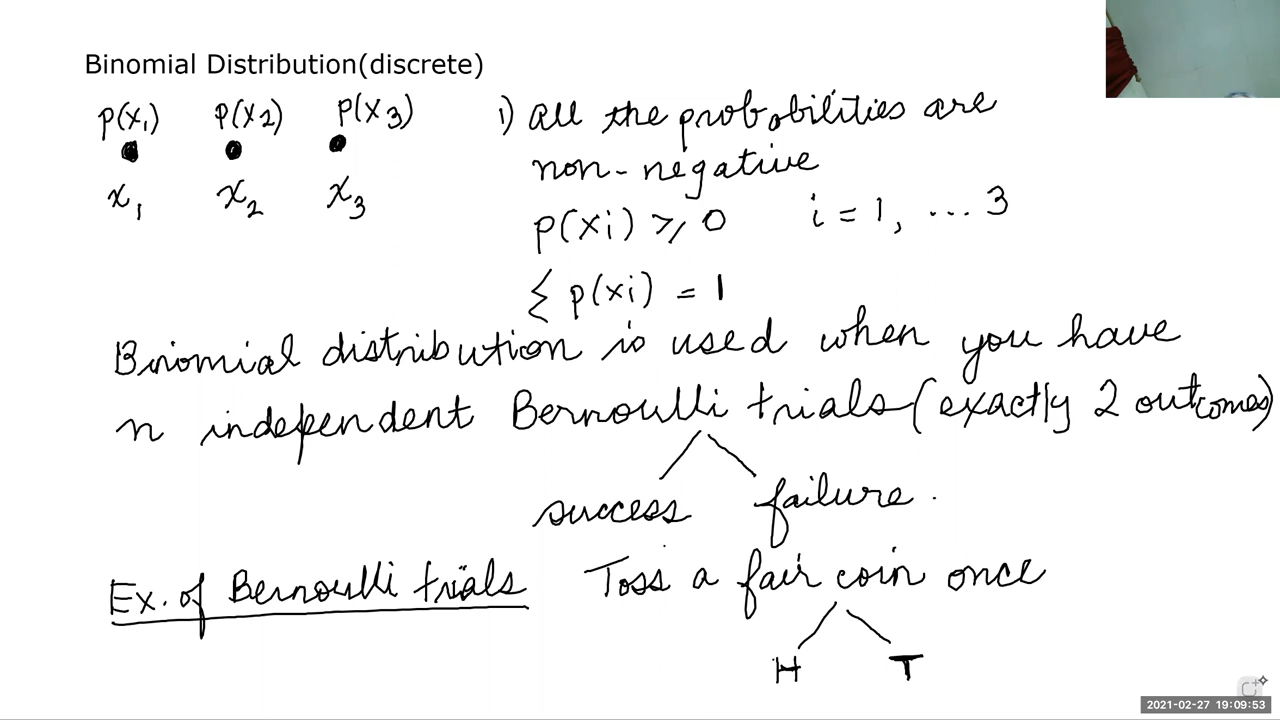 Binomial Distribution(discrete)
p(x₁) p(x₂) p(x₃)
x₁ x₂ x₃
1) All the probabilities are
non-negative
p(xi) ≥ 0 i = 1, ... 3
Σ p(xi) = 1
Binomial distribution is used when you have
n independent Bernoulli trials (exactly 2 outcomes)
success failure.
Ex. of Bernoulli trials Toss a fair coin once
H T
2021-02-27 19:09:53